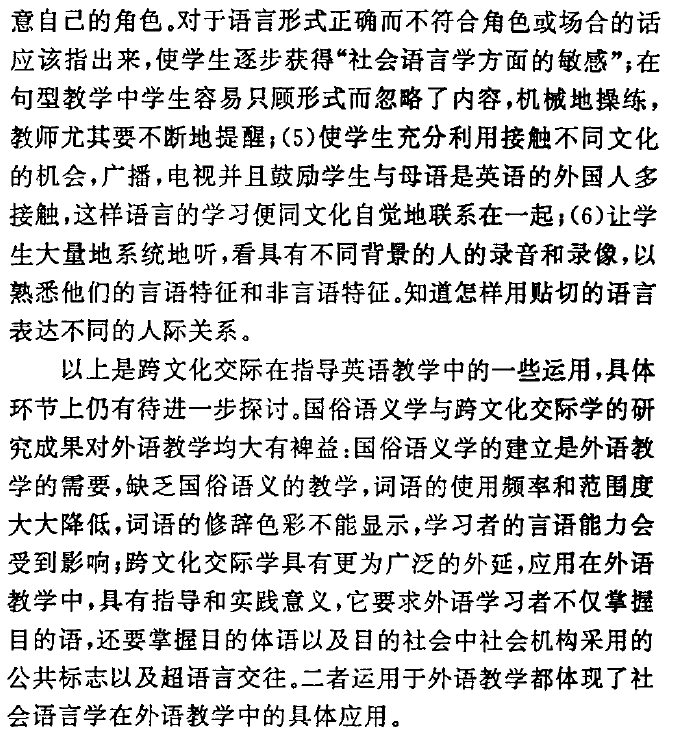 意自己的角色。对于语言形式正确而不符合角色或场合的话
应该指出来,使学生逐步获得“社会语言学方面的敏感”;在
句型教学中学生容易只顾形式而忽略了内容,机械地操练,
教师尤其要不断地提醒;(5)使学生充分利用接触不同文化
的机会,广播,电视并且鼓励学生与母语是英语的外国人多
接触,这样语言的学习便同文化自觉地联系在一起;(6)让学
生大量地系统地听,看具有不同背景的人的录音和录像,以
熟悉他们的言语特征和非言语特征。知道怎样用贴切的语言
表达不同的人际关系。
以上是跨文化交际在指导英语教学中的一些运用,具体
环节上仍有待进一步探讨。国俗语义学与跨文化交际学的研
究成果对外语教学均大有裨益:国俗语义学的建立是外语教
学的需要,缺乏国俗语义的教学,词语的使用频率和范围度
大大降低,词语的修辞色彩不能显示,学习者的言语能力会
受到影响;跨文化交际学具有更为广泛的外延,应用在外语
教学中,具有指导和实践意义,它要求外语学习者不仅掌握
目的语,还要掌握目的体语以及目的社会中社会机构采用的
公共标志以及超语言交往。二者运用于外语教学都体现了社
会语言学在外语教学中的具体应用。